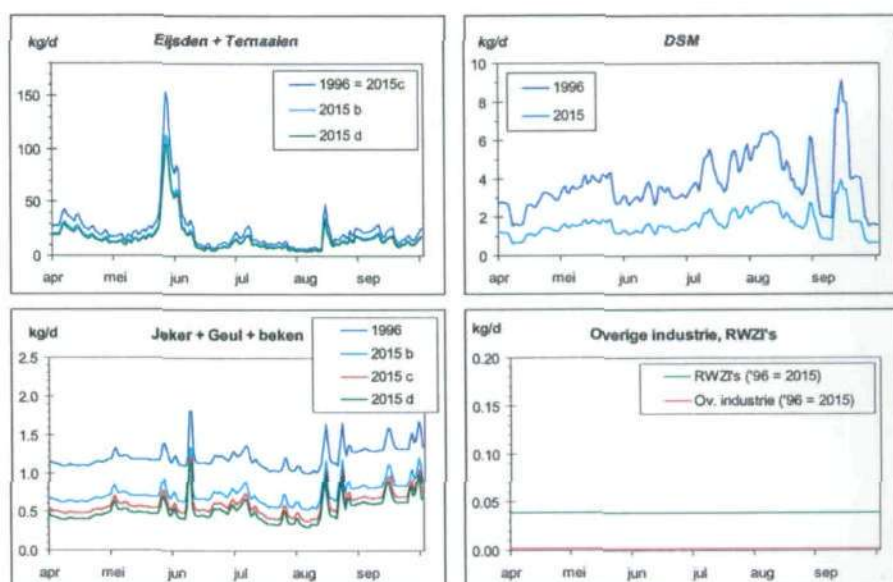 Eijsden + Ternaaien
kg/d
1996 = 2015c
2015 b
2015 d
150
100
50
0
apr mei jun jul aug sep
DSM
kg/d
1996
2015
10
8
6
4
2
0
apr mei jun jul aug sep
kg/d
Jeker + Geul + beken
1996
2015 b
2015 c
2015 d
2.5
2.0
1.5
1.0
0.5
0.0
apr mei jun jul aug sep
kg/d
Overige industrie, RWZI's
RWZI's ('96 = 2015)
Ov. industrie ('96 = 2015)
0.20
0.15
0.10
0.05
0.00
apr mei jun jul aug sep